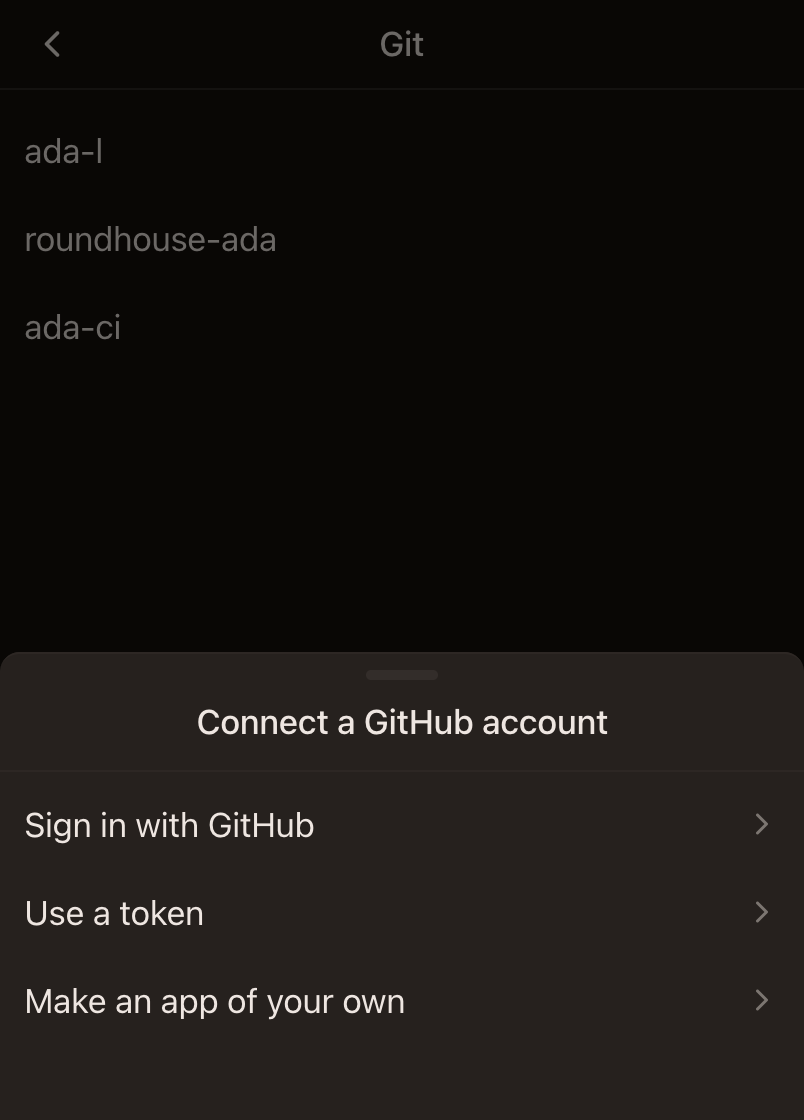 Git
ada-l
roundhouse-ada
ada-ci
Connect a GitHub account
Sign in with GitHub
Use a token
Make an app of your own